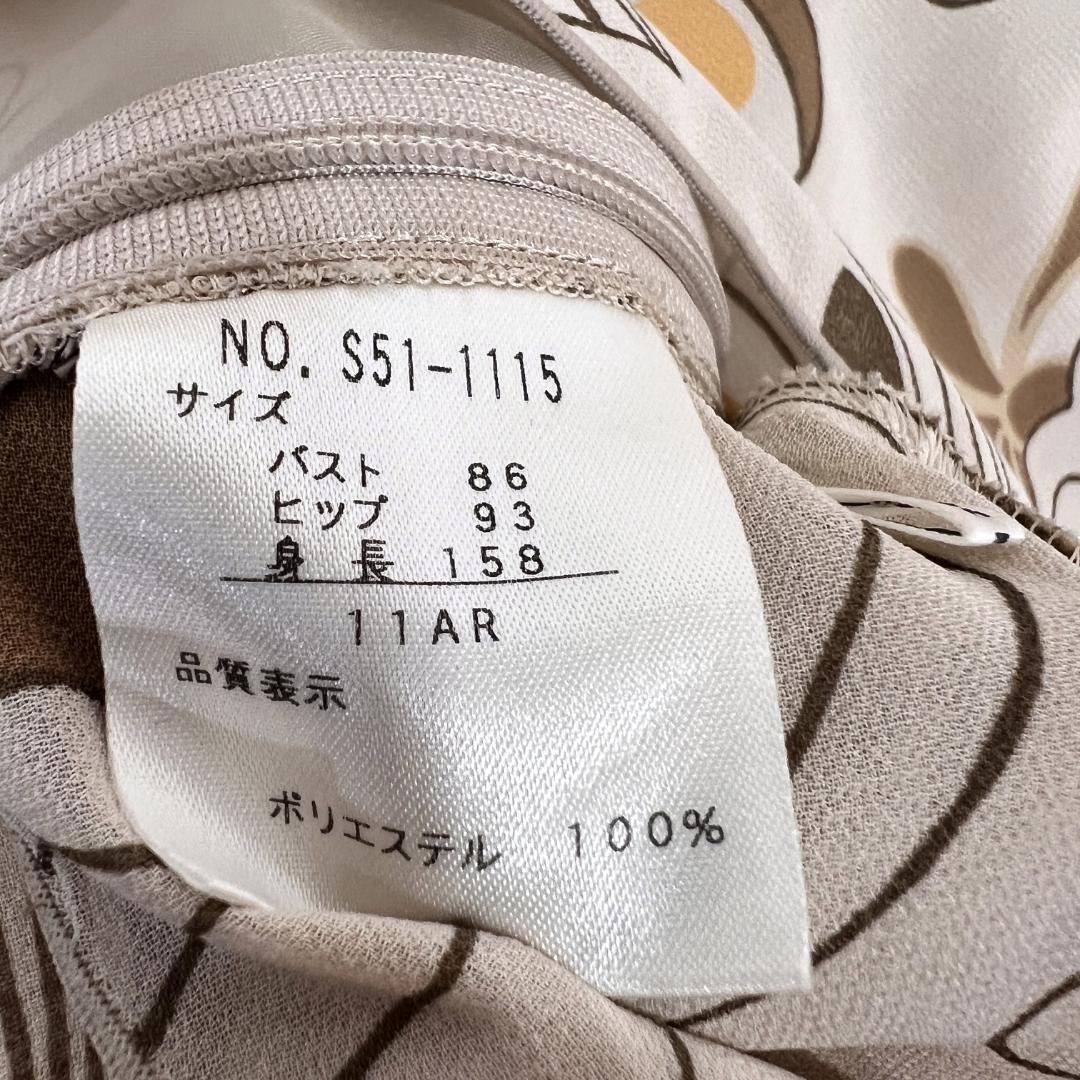 NO. S51-1115
サイズ
バスト 86
ヒップ 93
身 長 158
11AR
品質表示
ポリエステル 100%